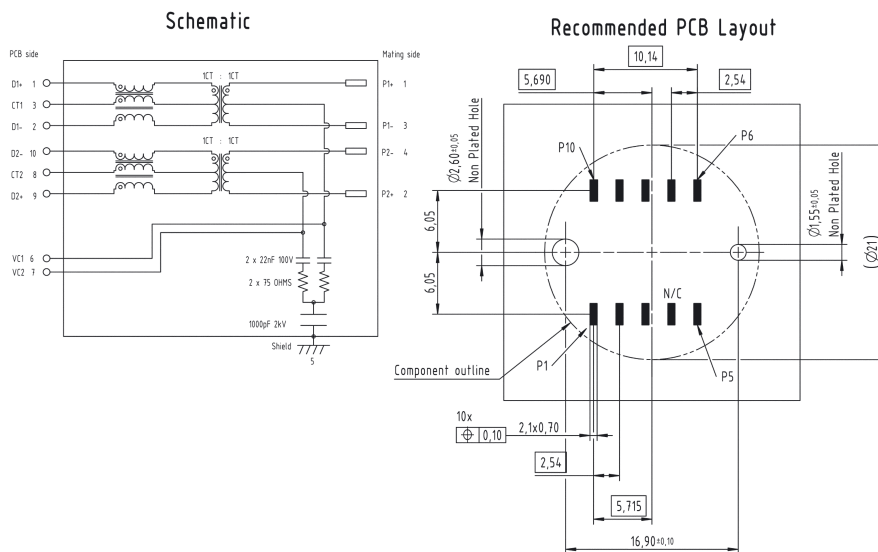 Schematic
PCB side
Mating side
D1+ 1
1CT : 1CT
P1+ 1
CT1 3
D1- 2
P1- 3
D2- 10
1CT : 1CT
P2- 4
CT2 8
D2+ 9
P2+ 2
VC1 6
VC2 7
2 x 22nF 100V
2 x 75 OHMS
1000pF 2kV
Shield
5
Recommended PCB Layout
10,14
5,690
2,54
Ø2,60±0,05
Non Plated Hole
P10
P6
Ø1,55±0,05
Non Plated Hole
6,05
6,05
(Ø21)
N/C
Component outline
P1
P5
10x
0,10
2,1x0,70
2,54
5,715
16,90±0,10